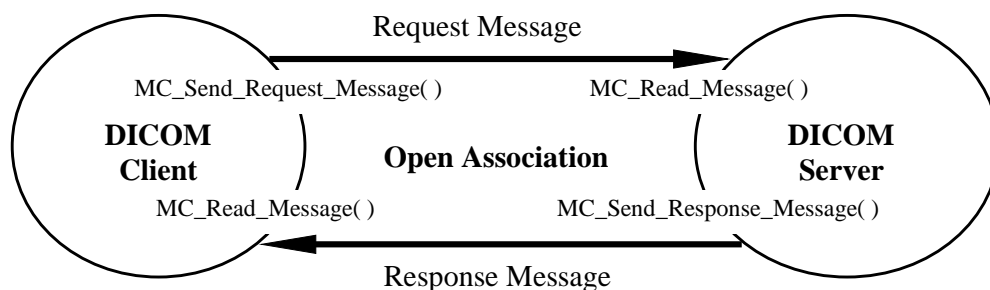 Request Message
MC_Send_Request_Message( )
MC_Read_Message( )
DICOM
Client
Open Association
DICOM
Server
MC_Read_Message( )
MC_Send_Response_Message( )
Response Message